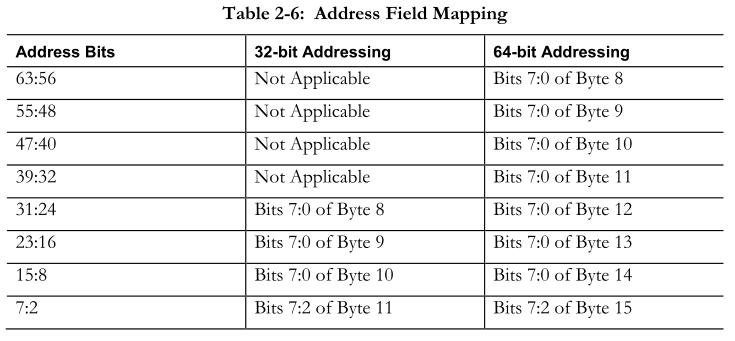 Table 2-6: Address Field Mapping
Address Bits 32-bit Addressing 64-bit Addressing
63:56 Not Applicable Bits 7:0 of Byte 8
55:48 Not Applicable Bits 7:0 of Byte 9
47:40 Not Applicable Bits 7:0 of Byte 10
39:32 Not Applicable Bits 7:0 of Byte 11
31:24 Bits 7:0 of Byte 8 Bits 7:0 of Byte 12
23:16 Bits 7:0 of Byte 9 Bits 7:0 of Byte 13
15:8 Bits 7:0 of Byte 10 Bits 7:0 of Byte 14
7:2 Bits 7:2 of Byte 11 Bits 7:2 of Byte 15